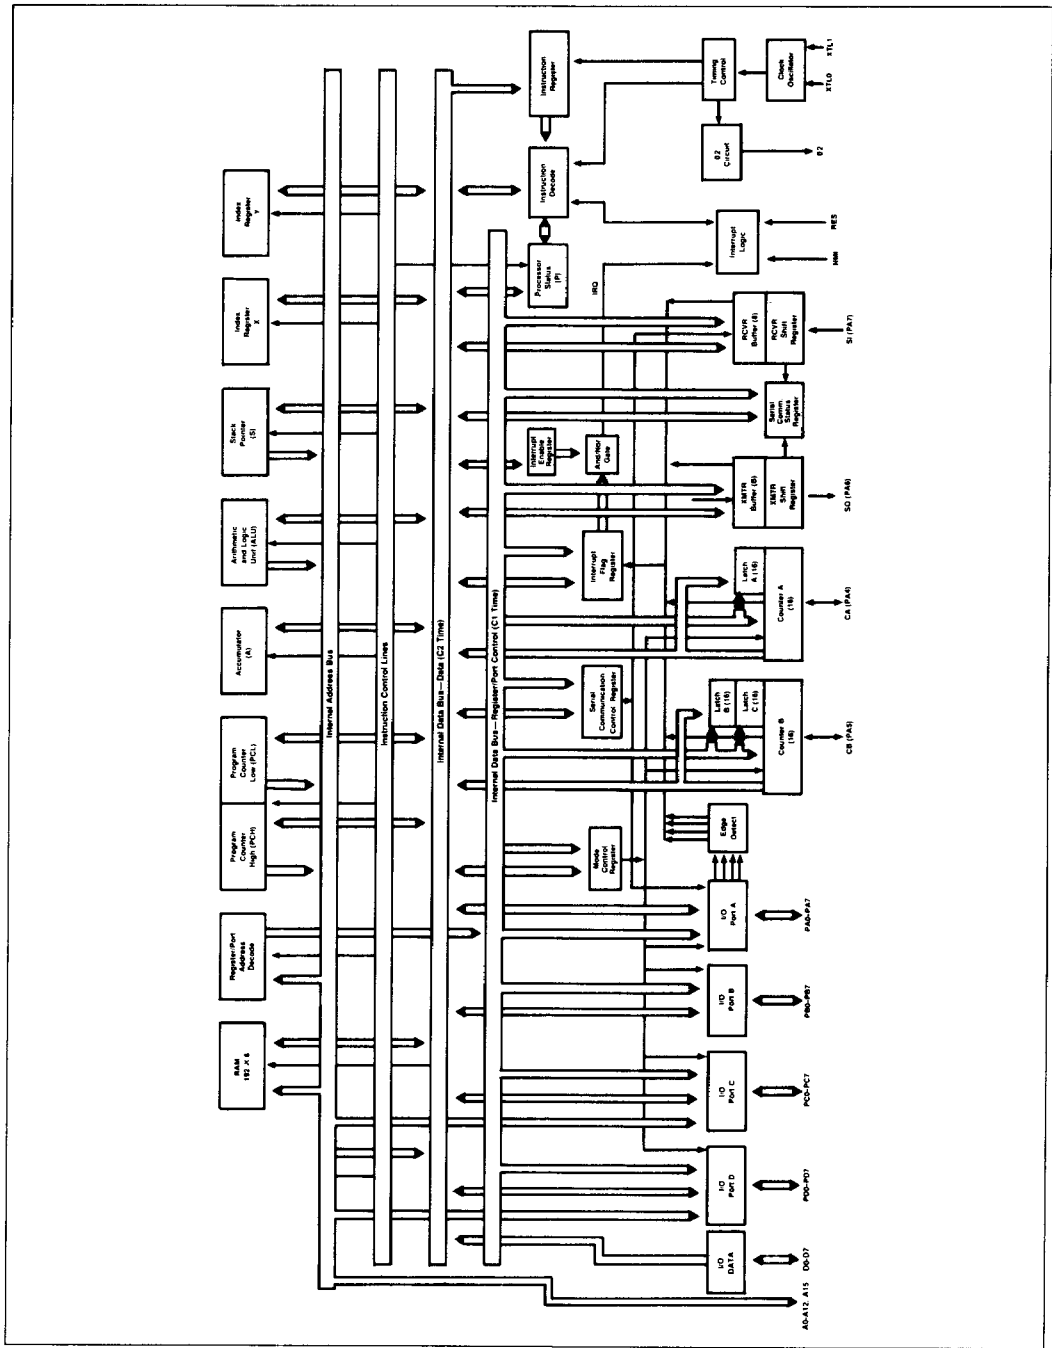 RAM
192 X 8
Register/Port
Address
Decode
Program
Counter
High (PCH)
Program
Counter
Low (PCL)
Accumulator
(A)
Arithmetic
and Logic
Unit (ALU)
Stack
Pointer
(S)
Index
Register
X
Index
Register
Y
Internal Address Bus
Instruction Control Lines
Internal Data Bus—Data (C2 Time)
Internal Data Bus—Register/Port Control (C1 Time)
Instruction
Register
Instruction
Decode
Processor
Status
(P)
Timing
Control
Clock
Oscillator
XTL1
XTL0
02
Circuit
02
Interrupt
Logic
RES
NMI
IRQ
Interrupt
Enable
Register
And/Nor
Gate
Interrupt
Flag
Register
Serial
Communication
Control Register
Mode
Control
Register
I/O
DATA
I/O
Port D
I/O
Port C
I/O
Port B
I/O
Port A
Edge
Detect
Latch
B (16)
Latch
C (16)
Counter B
(16)
Latch
A (16)
Counter A
(16)
XMTR
Buffer (8)
XMTR
Shift
Register
Serial
Comm.
Status
Register
RCVR
Buffer (8)
RCVR
Shift
Register
A0-A12, A15
D0-D7
PD0-PD7
PC0-PC7
PB0-PB7
PA0-PA7
CB (PA5)
CA (PA4)
SO (PA6)
SI (PA7)